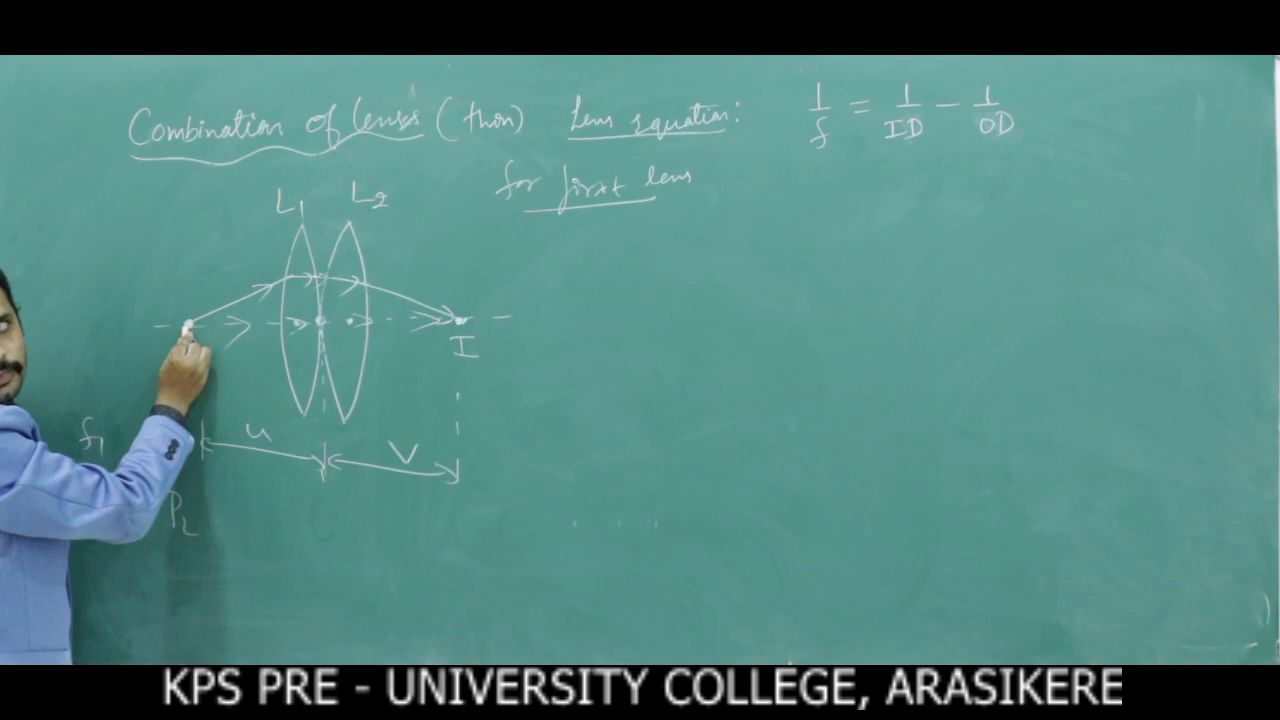 Combination of lenses (thin) Lens equation: 1/f = 1/ID - 1/OD
for first lens
L1 L2
I
f1 u v
P2
KPS PRE - UNIVERSITY COLLEGE, ARASIKERE